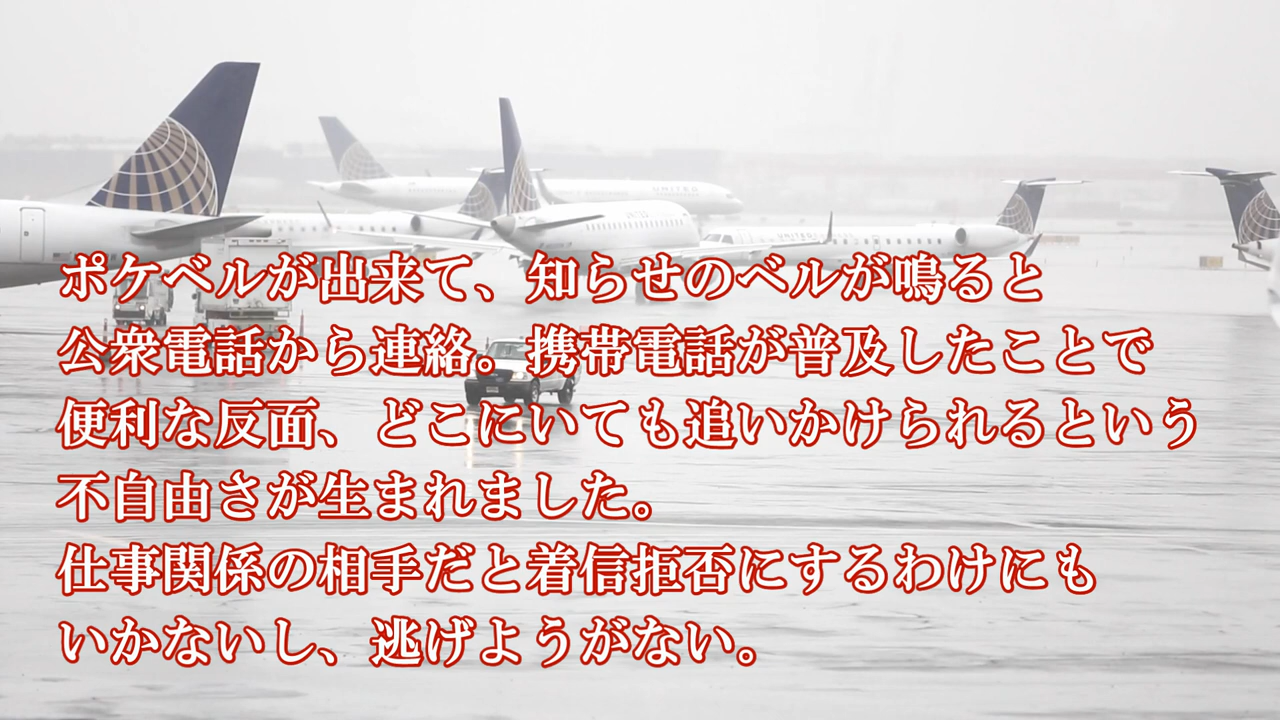 ポケベルが出来て、知らせのベルが鳴ると
公衆電話から連絡。携帯電話が普及したことで
便利な反面、どこにいても追いかけられるという
不自由さが生まれました。
仕事関係の相手だと着信拒否にするわけにも
いかないし、逃げようがない。
UNITED
UNITED
UNITED